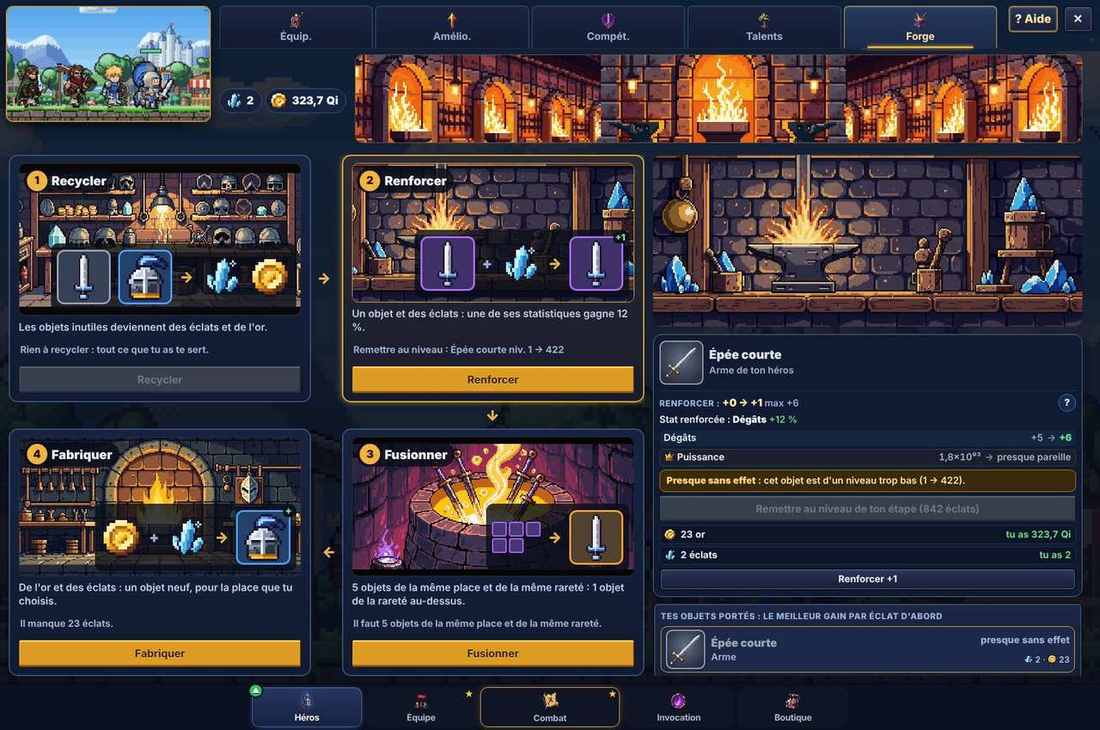 Équip.
Amélio.
Compét.
Talents
Forge
? Aide
×
2
323,7 Qi
1 Recycler
Les objets inutiles deviennent des éclats et de l'or.
Rien à recycler : tout ce que tu as te sert.
Recycler
2 Renforcer
+1
Un objet et des éclats : une de ses statistiques gagne 12
%.
Remettre au niveau : Épée courte niv. 1 → 422
Renforcer
4 Fabriquer
De l'or et des éclats : un objet neuf, pour la place que tu
choisis.
Il manque 23 éclats.
Fabriquer
3 Fusionner
5 objets de la même place et de la même rareté : 1 objet
de la rareté au-dessus.
Il faut 5 objets de la même place et de la même rareté.
Fusionner
Épée courte
Arme de ton héros
RENFORCER : +0 → +1 max +6
?
Stat renforcée : Dégâts +12 %
Dégâts +5 → +6
Puissance 1,8×10⁹³ → presque pareille
Presque sans effet : cet objet est d'un niveau trop bas (1 → 422).
Remettre au niveau de ton étape (842 éclats)
23 or tu as 323,7 Qi
2 éclats tu as 2
Renforcer +1
TES OBJETS PORTÉS : LE MEILLEUR GAIN PAR ÉCLAT D'ABORD
Épée courte presque sans effet
Arme 2 · 23
Héros
Équipe
Combat
Invocation
Boutique